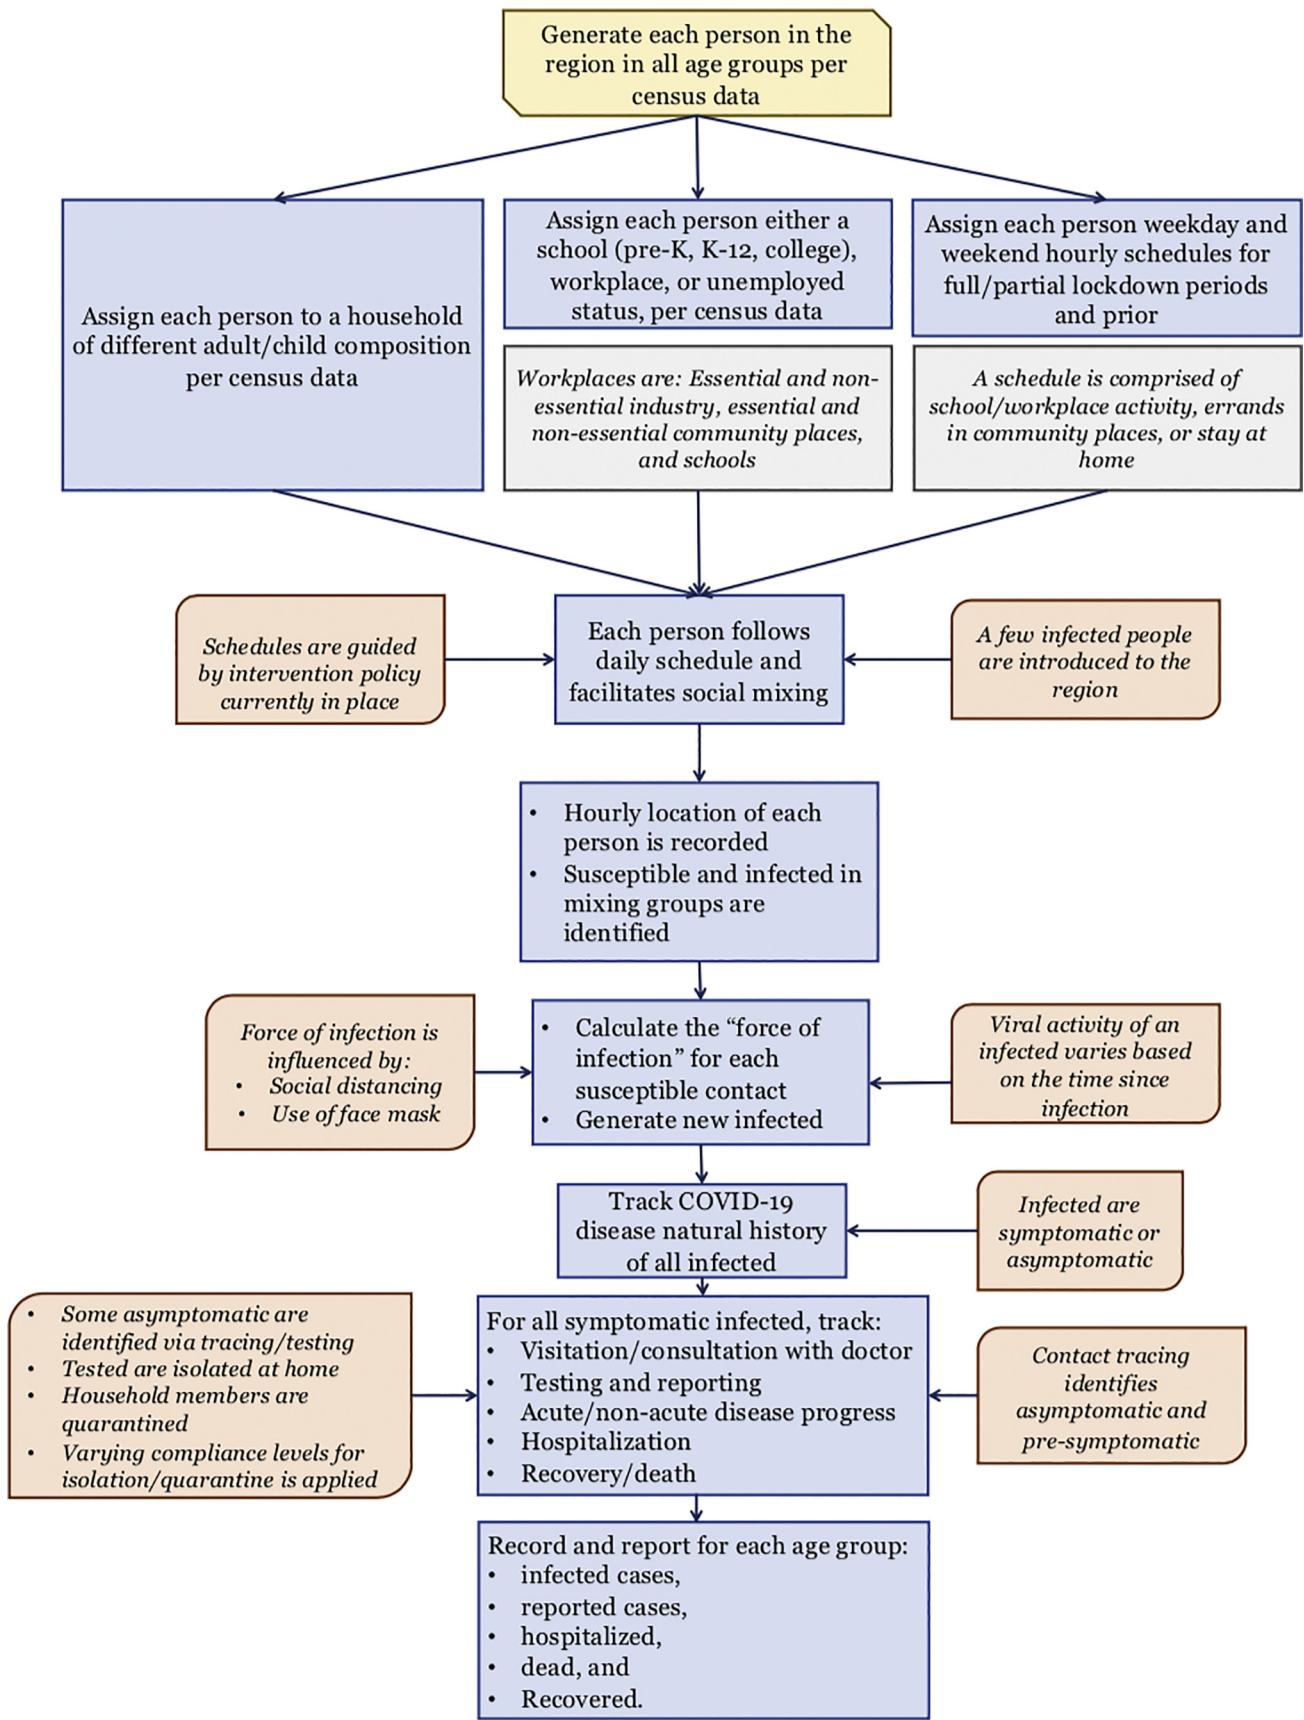 Generate each person in the
region in all age groups per
census data
Assign each person to a household
of different adult/child composition
per census data
Assign each person either a
school (pre-K, K-12, college),
workplace, or unemployed
status, per census data
Workplaces are: Essential and non-
essential industry, essential and
non-essential community places,
and schools
Assign each person weekday and
weekend hourly schedules for
full/partial lockdown periods
and prior
A schedule is comprised of
school/workplace activity, errands
in community places, or stay at
home
Schedules are guided
by intervention policy
currently in place
Each person follows
daily schedule and
facilitates social mixing
A few infected people
are introduced to the
region
• Hourly location of each
person is recorded
• Susceptible and infected in
mixing groups are
identified
Force of infection is
influenced by:
• Social distancing
• Use of face mask
• Calculate the “force of
infection” for each
susceptible contact
• Generate new infected
Viral activity of an
infected varies based
on the time since
infection
Track COVID-19
disease natural history
of all infected
Infected are
symptomatic or
asymptomatic
• Some asymptomatic are
identified via tracing/testing
• Tested are isolated at home
• Household members are
quarantined
• Varying compliance levels for
isolation/quarantine is applied
For all symptomatic infected, track:
• Visitation/consultation with doctor
• Testing and reporting
• Acute/non-acute disease progress
• Hospitalization
• Recovery/death
Contact tracing
identifies
asymptomatic and
pre-symptomatic
Record and report for each age group:
• infected cases,
• reported cases,
• hospitalized,
• dead, and
• Recovered.